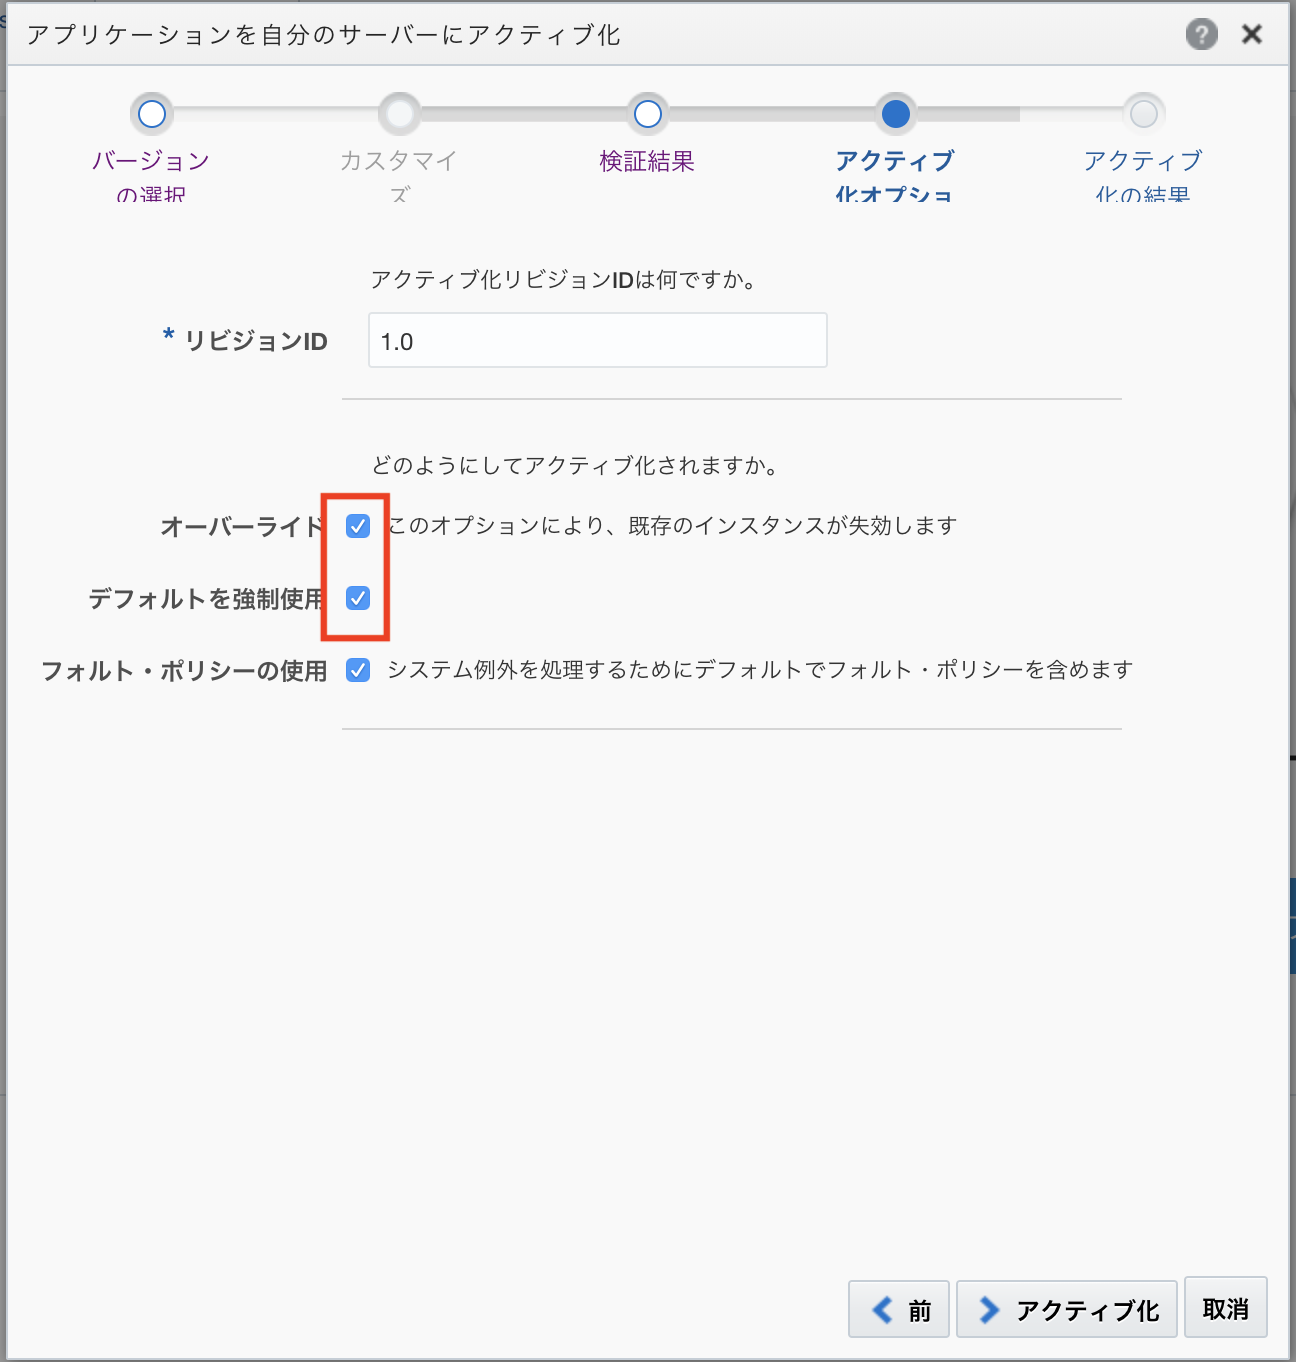 アプリケーションを自分のサーバーにアクティブ化
バージョン
の選択
カスタマイ
ズ
検証結果
アクティブ
化オプショ
アクティブ
化の結果
アクティブ化リビジョンIDは何ですか。
* リビジョンID 1.0
どのようにしてアクティブ化されますか。
オーバーライド このオプションにより、既存のインスタンスが失効します
デフォルトを強制使用
フォルト・ポリシーの使用 システム例外を処理するためにデフォルトでフォルト・ポリシーを含めます
前 アクティブ化 取消